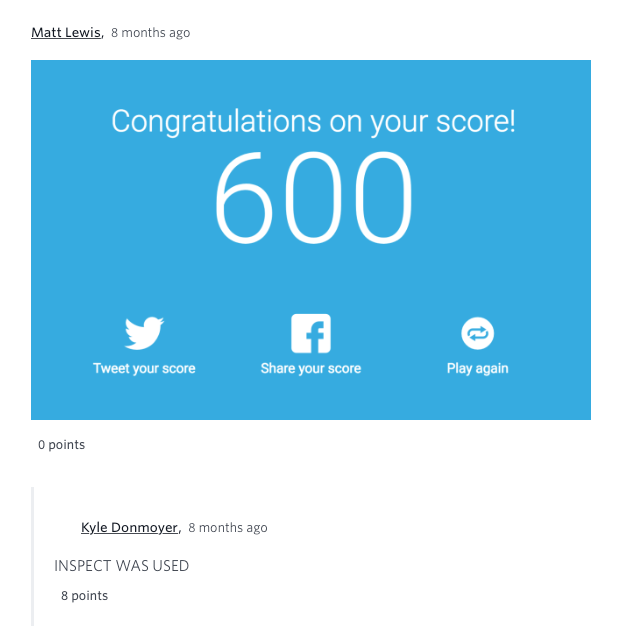 Matt Lewis, 8 months ago
Congratulations on your score!
600
Tweet your score
Share your score
Play again
0 points
Kyle Donmoyer, 8 months ago
INSPECT WAS USED
8 points